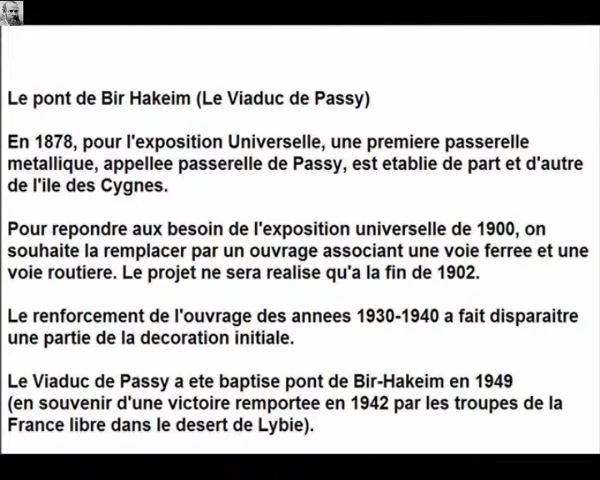 Le pont de Bir Hakeim (Le Viaduc de Passy)
En 1878, pour l'exposition Universelle, une premiere passerelle
metallique, appellee passerelle de Passy, est etablie de part et d'autre
de l'ile des Cygnes.
Pour repondre aux besoin de l'exposition universelle de 1900, on
souhaite la remplacer par un ouvrage associant une voie ferree et une
voie routiere. Le projet ne sera realise qu'a la fin de 1902.
Le renforcement de l'ouvrage des annees 1930-1940 a fait disparaitre
une partie de la decoration initiale.
Le Viaduc de Passy a ete baptise pont de Bir-Hakeim en 1949
(en souvenir d'une victoire remportee en 1942 par les troupes de la
France libre dans le desert de Lybie).